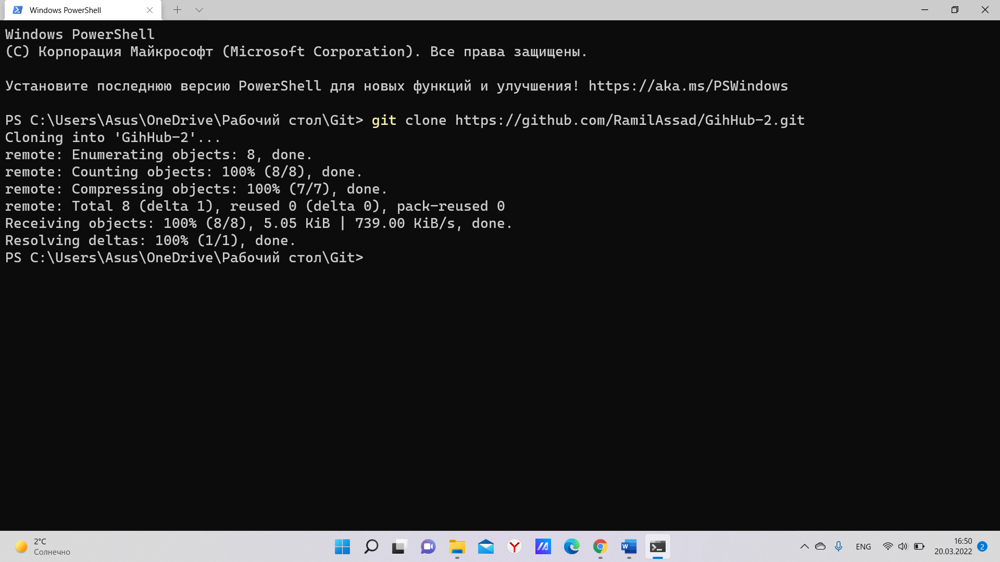 Windows PowerShell
Windows PowerShell
(C) Корпорация Майкрософт (Microsoft Corporation). Все права защищены.
Установите последнюю версию PowerShell для новых функций и улучшения! https://aka.ms/PSWindows
PS C:\Users\Asus\OneDrive\Рабочий стол\Git> git clone https://github.com/RamilAssad/GihHub-2.git
Cloning into 'GihHub-2'...
remote: Enumerating objects: 8, done.
remote: Counting objects: 100% (8/8), done.
remote: Compressing objects: 100% (7/7), done.
remote: Total 8 (delta 1), reused 0 (delta 0), pack-reused 0
Receiving objects: 100% (8/8), 5.05 KiB | 739.00 KiB/s, done.
Resolving deltas: 100% (1/1), done.
PS C:\Users\Asus\OneDrive\Рабочий стол\Git>
2°C
Солнечно
ENG
16:50
20.03.2022
2